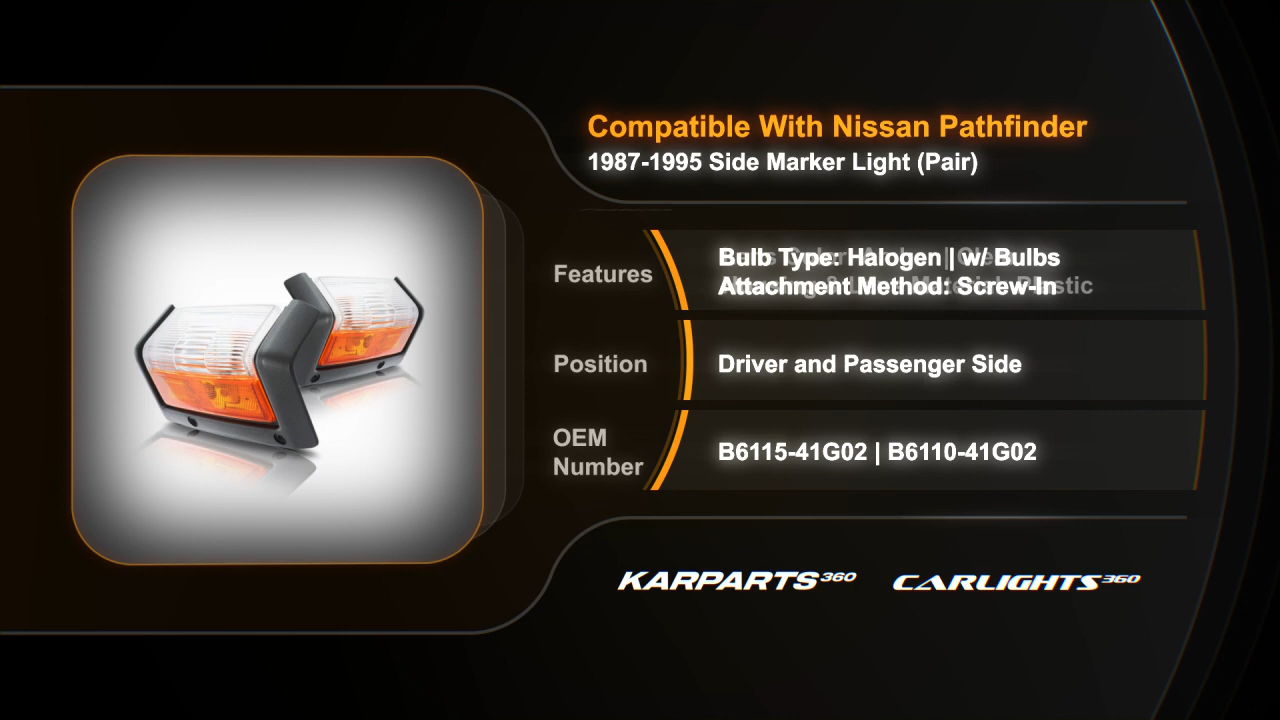 Compatible With Nissan Pathfinder
1987-1995 Side Marker Light (Pair)
Features
Bulb Type: Halogen | w/ Bulbs
Attachment Method: Screw-In
Position
Driver and Passenger Side
OEM
Number
B6115-41G02 | B6110-41G02
KARPARTS360
CARLIGHTS360